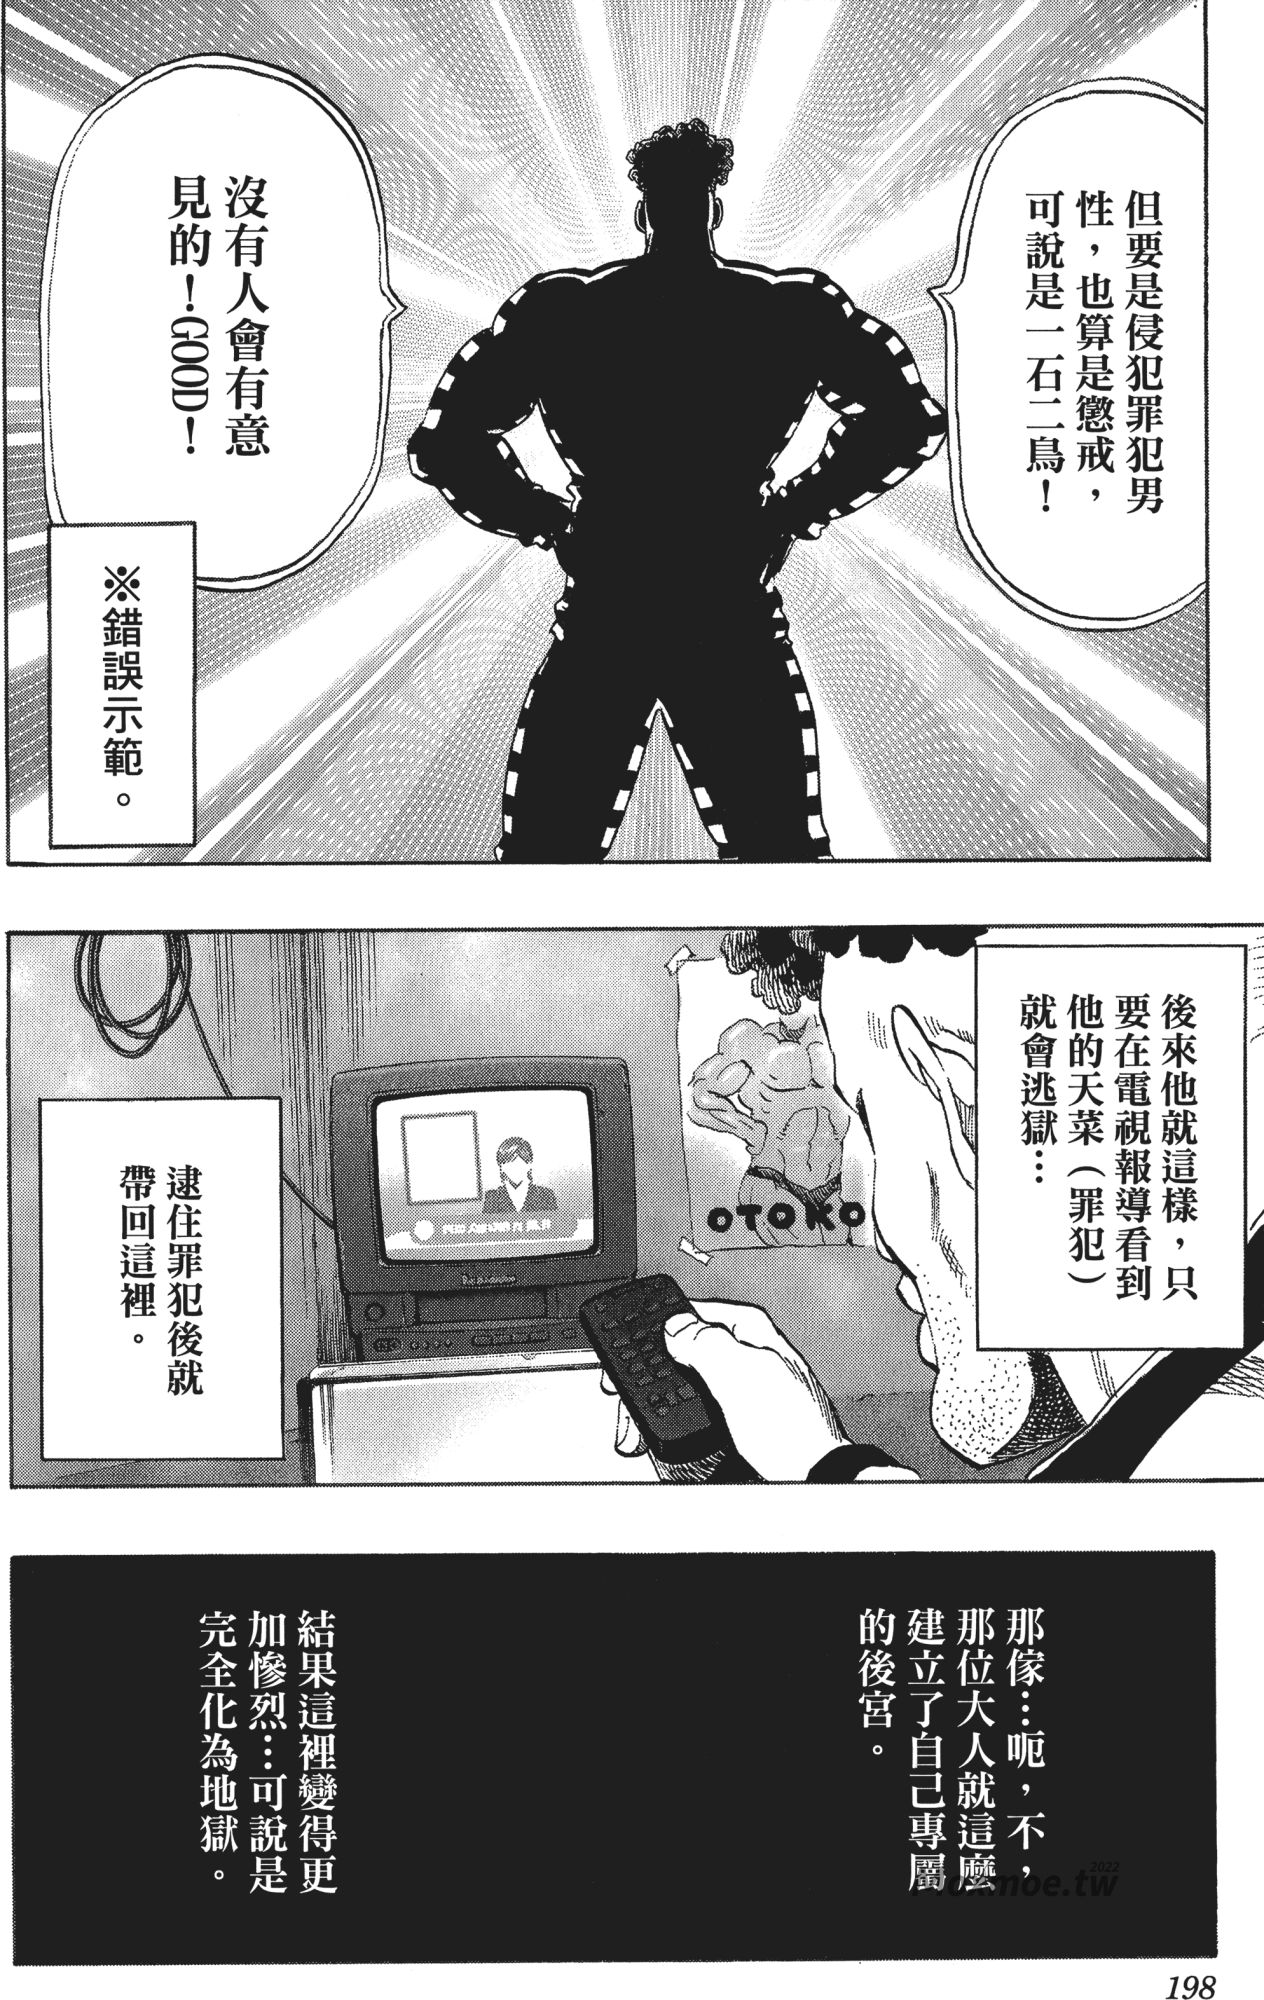 但要是侵犯罪犯男
性，也算是懲戒，
可說是一石二鳥！
沒有人會有意
見的！GOOD！
※錯誤示範。
後來他就這樣，只
要在電視報導看到
他的天菜（罪犯）
就會逃獄…
OTOKO
逮住罪犯後就
帶回這裡。
那傢…呃，不，
那位大人就這麼
建立了自己專屬
的後宮。
結果這裡變得更
加慘烈…可說是
完全化為地獄。
2022
moxmoe.tw
198